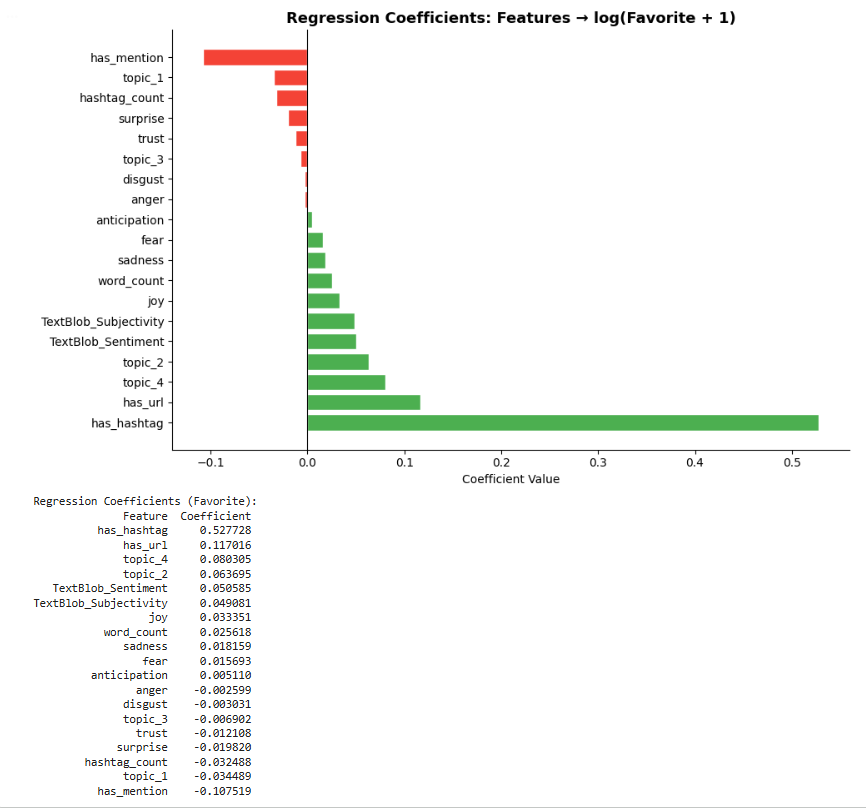 Regression Coefficients: Features → log(Favorite + 1)
has_mention
topic_1
hashtag_count
surprise
trust
topic_3
disgust
anger
anticipation
fear
sadness
word_count
joy
TextBlob_Subjectivity
TextBlob_Sentiment
topic_2
topic_4
has_url
has_hashtag
−0.1 0.0 0.1 0.2 0.3 0.4 0.5
Coefficient Value
Regression Coefficients (Favorite):
Feature Coefficient
has_hashtag 0.527728
has_url 0.117016
topic_4 0.080305
topic_2 0.063695
TextBlob_Sentiment 0.050585
TextBlob_Subjectivity 0.049081
joy 0.033351
word_count 0.025618
sadness 0.018159
fear 0.015693
anticipation 0.005110
anger -0.002599
disgust -0.003031
topic_3 -0.006902
trust -0.012108
surprise -0.019820
hashtag_count -0.032488
topic_1 -0.034489
has_mention -0.107519